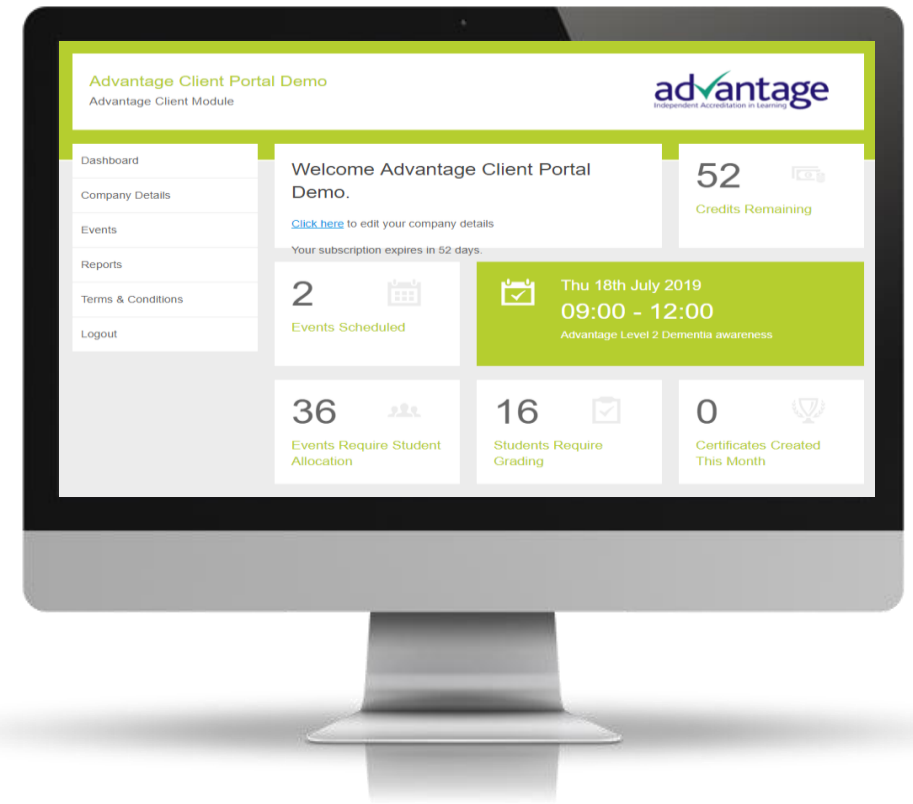 Advantage Client Portal Demo
Advantage Client Module
advantage
Independent Accreditation in Learning
Dashboard
Company Details
Events
Reports
Terms & Conditions
Logout
Welcome Advantage Client Portal
Demo.
Click here to edit your company details
Your subscription expires in 52 days.
52
Credits Remaining
2
Events Scheduled
Thu 18th July 2019
09:00 - 12:00
Advantage Level 2 Dementia awareness
36
Events Require Student
Allocation
16
Students Require
Grading
0
Certificates Created
This Month